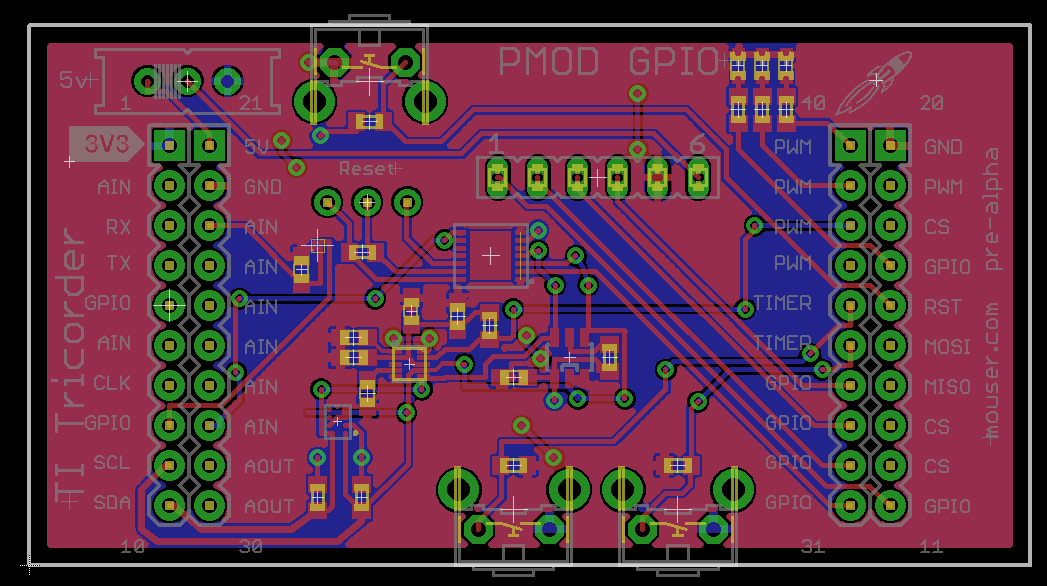 PMOD GPIO
5v
1
21
40
20
3V3
5V
1
6
PWM
GND
Reset
AIN
GND
PWM
PWM
RX
AIN
PWM
CS
TX
AIN
PWM
GPIO
GPIO
AIN
TIMER
RST
AIN
AIN
TIMER
MOSI
CLK
AIN
GPIO
MISO
GPIO
AIN
GPIO
CS
SCL
AOUT
GPIO
CS
SDA
AOUT
GPIO
GPIO
10
30
31
11
TI Tricorder
mouser.com pre-alpha